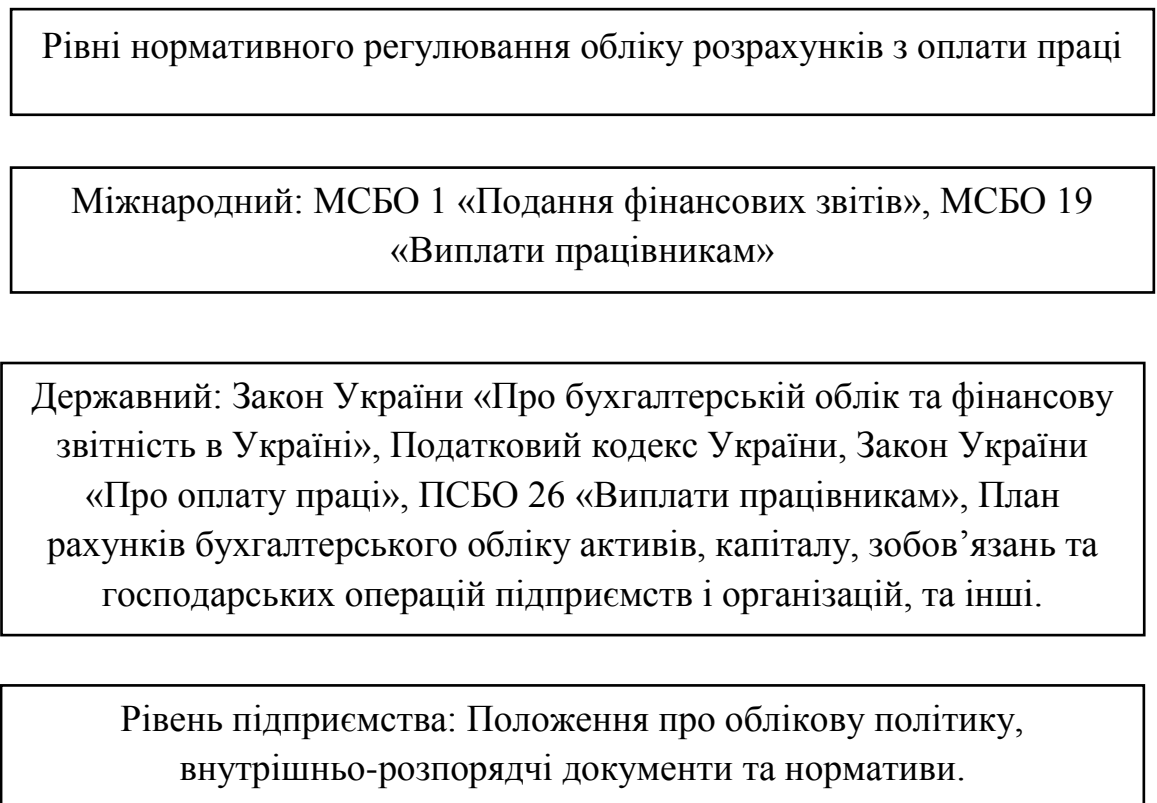 Рівні нормативного регулювання обліку розрахунків з оплати праці
Міжнародний: МСБО 1 «Подання фінансових звітів», МСБО 19
«Виплати працівникам»
Державний: Закон України «Про бухгалтерській облік та фінансову
звітність в Україні», Податковий кодекс України, Закон України
«Про оплату праці», ПСБО 26 «Виплати працівникам», План
рахунків бухгалтерського обліку активів, капіталу, зобов’язань та
господарських операцій підприємств і організацій, та інші.
Рівень підприємства: Положення про облікову політику,
внутрішньо-розпорядчі документи та нормативи.